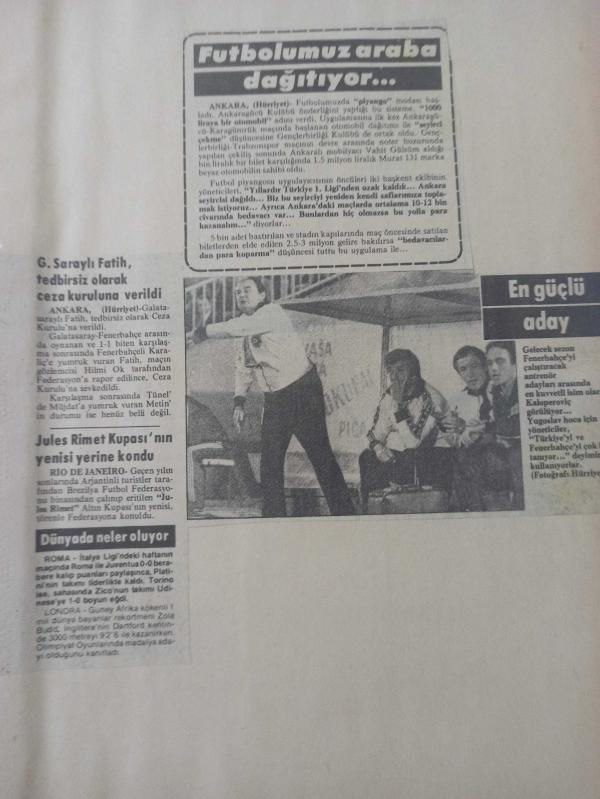 Futbolumuz araba
dağıtıyor...
ANKARA, (Hürriyet)- Futbolumuzda "piyango" modası baş-
ladı. Ankaragücü Kulübü önderliğini yaptığı bu sisteme, "1000
liraya bir otomobil" adını verdi. Uygulamasına ilk kez Ankaragü-
cü-Karagümrük maçında başlanan otomobil dağıtımı ile "seyirci
çekme" düşüncesine Gençlerbirliği Kulübü de ortak oldu. Genç-
lerbirliği-Trabzonspor maçının devre arasında noter huzurunda
yapılan çekiliş sonunda Ankaralı mobilyacı Vahit Gülsüm aldığı
bin liralık bir bilet karşılığında 1.5 milyon liralık Murat 131 marka
beyaz otomobilin sahibi oldu.
Futbol piyangosu uygulayıcısının öncüleri iki başkent ekibinin
yöneticileri, "Yıllardır Türkiye 1. Ligi'nden uzak kaldık... Ankara
seyircisi dağıldı... Biz bu seyirciyi yeniden kendi saflarımıza topla-
mak istiyoruz... Ayrıca Ankara'daki maçlarda ortalama 10-12 bin
civarında bedavacı var... Bunlardan hiç olmazsa bu yolla para
kazanalım..." diyorlar...
5 bin adet bastırılan ve stadın kapılarında maç öncesinde satılan
biletlerden elde edilen 2.5-3 milyon gelire bakılırsa "bedavacılar-
dan para koparma" düşüncesi tuttu bu uygulama ile...
G. Saraylı Fatih,
tedbirsiz olarak
ceza kuruluna verildi
ANKARA, (Hürriyet)-Galata-
saraylı Fatih, tedbirsiz olarak Ceza
Kurulu'na verildi.
Galatasaray-Fenerbahçe arasın-
da oynanan ve 1-1 biten karşılaş-
ma sonrasında Fenerbahçeli Kara-
liç'e yumruk vuran Fatih, maçın
gözlemcisi Hilmi Ok tarafından
Federasyon'a rapor edilince, Ceza
Kurulu'na sevkedildi.
Karşılaşma sonrasında Tünel'
de Müjdat'a yumruk vuran Metin'
in durumu ise henüz belli değil.
Jules Rimet Kupası'nın
yenisi yerine kondu
RIO DE JANEIRO- Geçen yılın
sonlarında Arjantinli turistler tara-
fından Brezilya Futbol Federasyo-
nu binasından çalınıp eritilen "Ju-
les Rimet" Altın Kupası'nın yenisi,
törenle Federasyona konuldu.
Dünyada neler oluyor
ROMA - İtalya Ligi'ndeki haftanın
maçında Roma ile Juventus 0-0 bera-
bere kalıp puanları paylaşınca, Plati-
ni'nin takımı liderlikte kaldı. Torino
ise, sahasında Zico'nun takımı Udi-
nese'ye 1-0 boyun eğdi.
LONDRA - Güney Afrika kökenli 1
mil dünya bayanlar rekortmeni Zola
Budd, İngiltere'nin Dartford kentin-
de 3000 metreyi 9'2"6 ile kazanırken,
Olimpiyat Oyunlarında madalya ada-
yı olduğunu kanıtladı.
En güçlü
aday
Gelecek sezon
Fenerbahçe'yi
çalıştıracak
antrenör
adayları arasında
en kuvvetli isim olarak
Kaloperoviç
görülüyor...
Yugoslav hoca için
yöneticiler,
"Türkiye'yi ve
Fenerbahçe'yi çok
tanıyor..." deyimini
kullanıyorlar.
(Fotoğraf: Hürriye